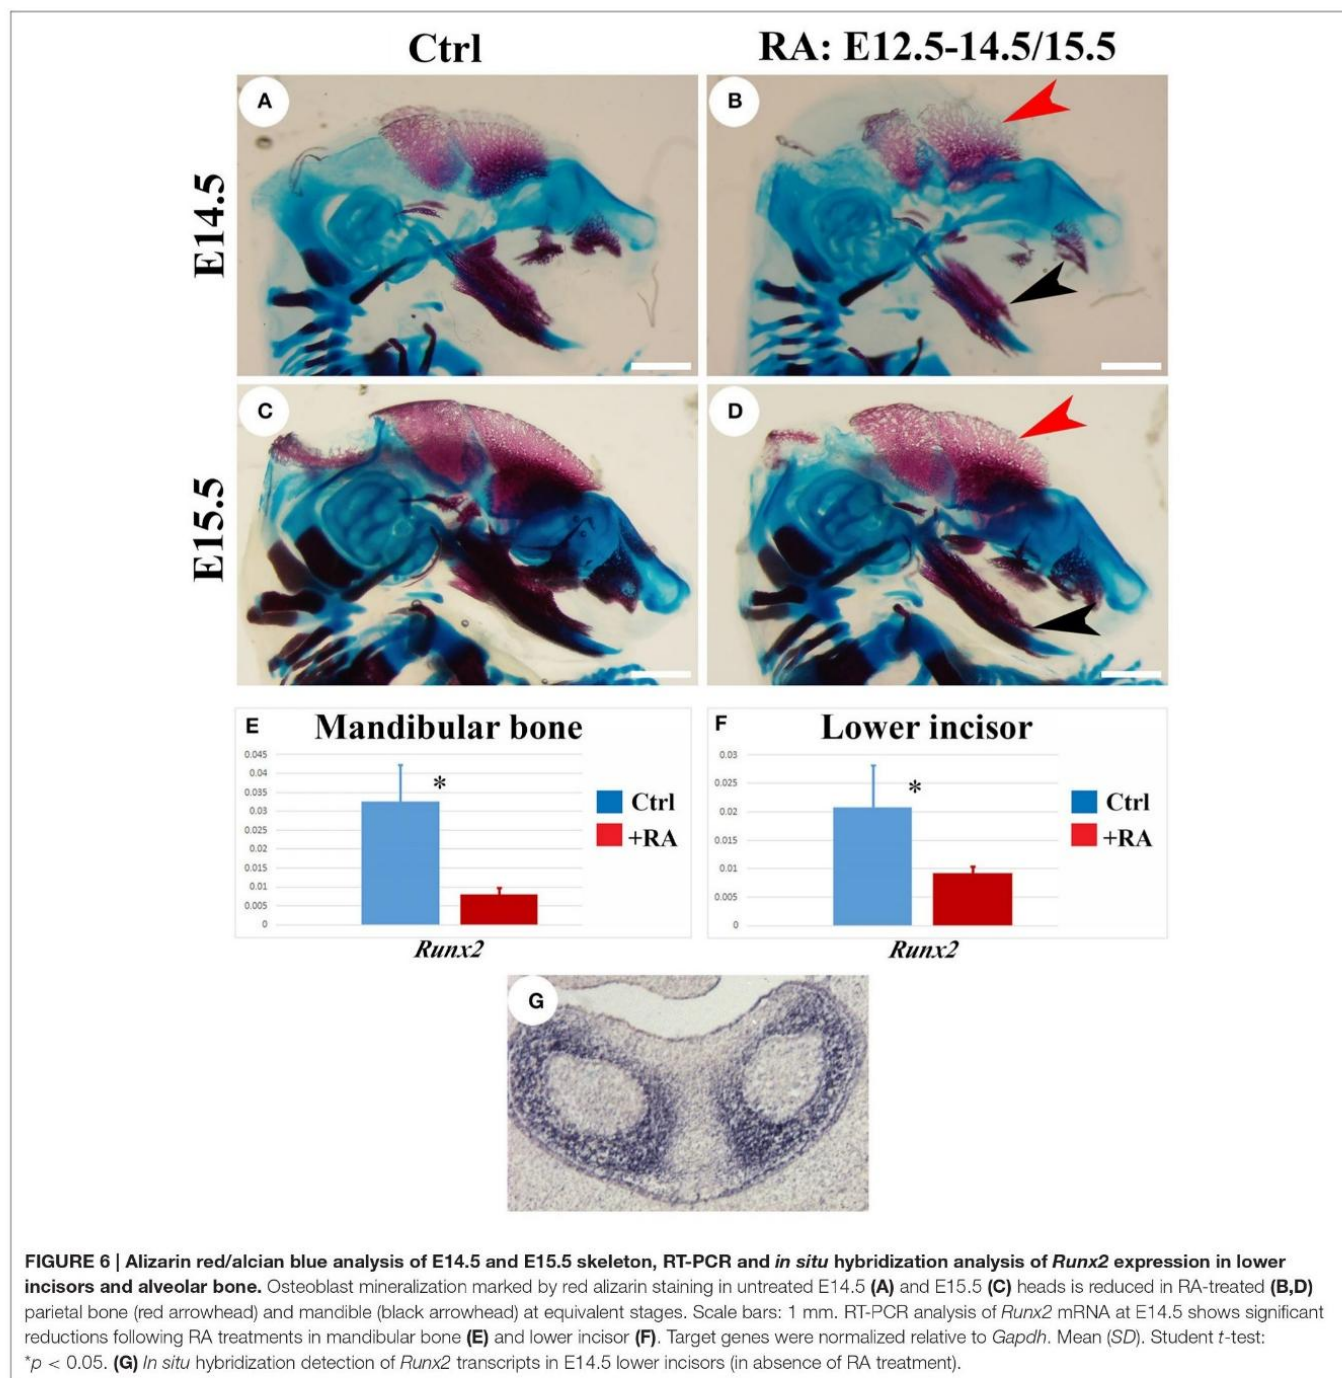 Ctrl
RA: E12.5-14.5/15.5
A
B
E14.5
C
D
E15.5
E
Mandibular bone
0.045
0.04
0.035
0.03
0.025
0.02
0.015
0.01
0.005
0
*
Ctrl
+RA
Runx2
F
Lower incisor
0.03
0.025
0.02
0.015
0.01
0.005
0
*
Ctrl
+RA
Runx2
G
FIGURE 6 | Alizarin red/alcian blue analysis of E14.5 and E15.5 skeleton, RT-PCR and in situ hybridization analysis of Runx2 expression in lower
incisors and alveolar bone. Osteoblast mineralization marked by red alizarin staining in untreated E14.5 (A) and E15.5 (C) heads is reduced in RA-treated (B,D)
parietal bone (red arrowhead) and mandible (black arrowhead) at equivalent stages. Scale bars: 1 mm. RT-PCR analysis of Runx2 mRNA at E14.5 shows significant
reductions following RA treatments in mandibular bone (E) and lower incisor (F). Target genes were normalized relative to Gapdh. Mean (SD). Student t-test:
*p < 0.05. (G) In situ hybridization detection of Runx2 transcripts in E14.5 lower incisors (in absence of RA treatment).